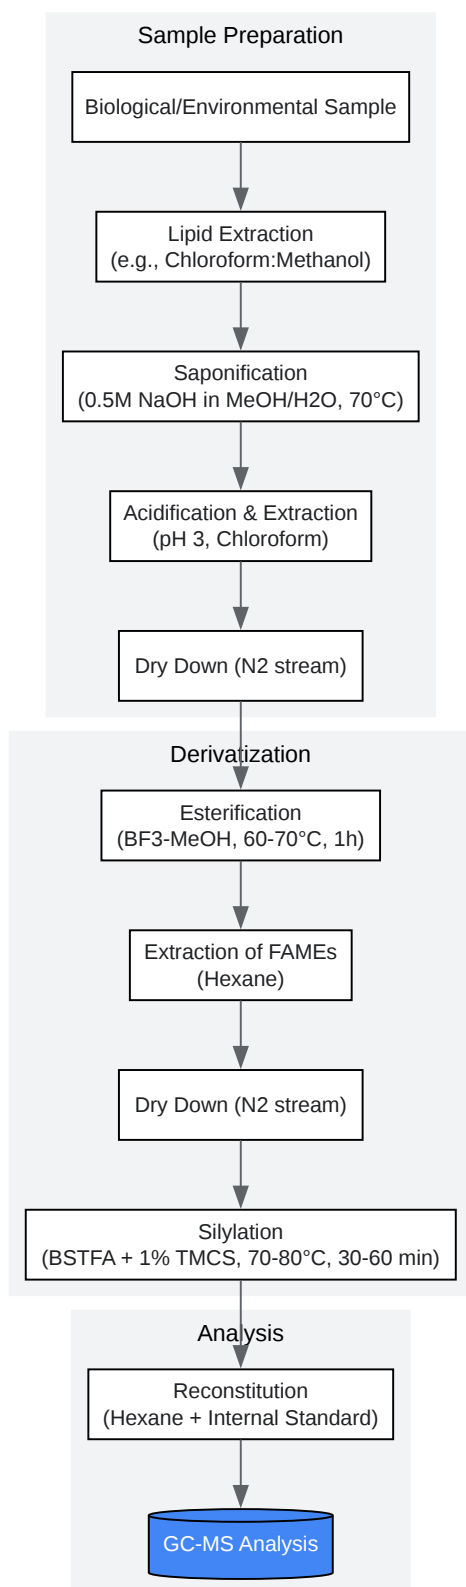 Sample Preparation
Biological/Environmental Sample
Lipid Extraction
(e.g., Chloroform:Methanol)
Saponification
(0.5M NaOH in MeOH/H2O, 70°C)
Acidification & Extraction
(pH 3, Chloroform)
Dry Down (N2 stream)
Derivatization
Esterification
(BF3-MeOH, 60-70°C, 1h)
Extraction of FAMEs
(Hexane)
Dry Down (N2 stream)
Silylation
(BSTFA + 1% TMCS, 70-80°C, 30-60 min)
Analysis
Reconstitution
(Hexane + Internal Standard)
GC-MS Analysis